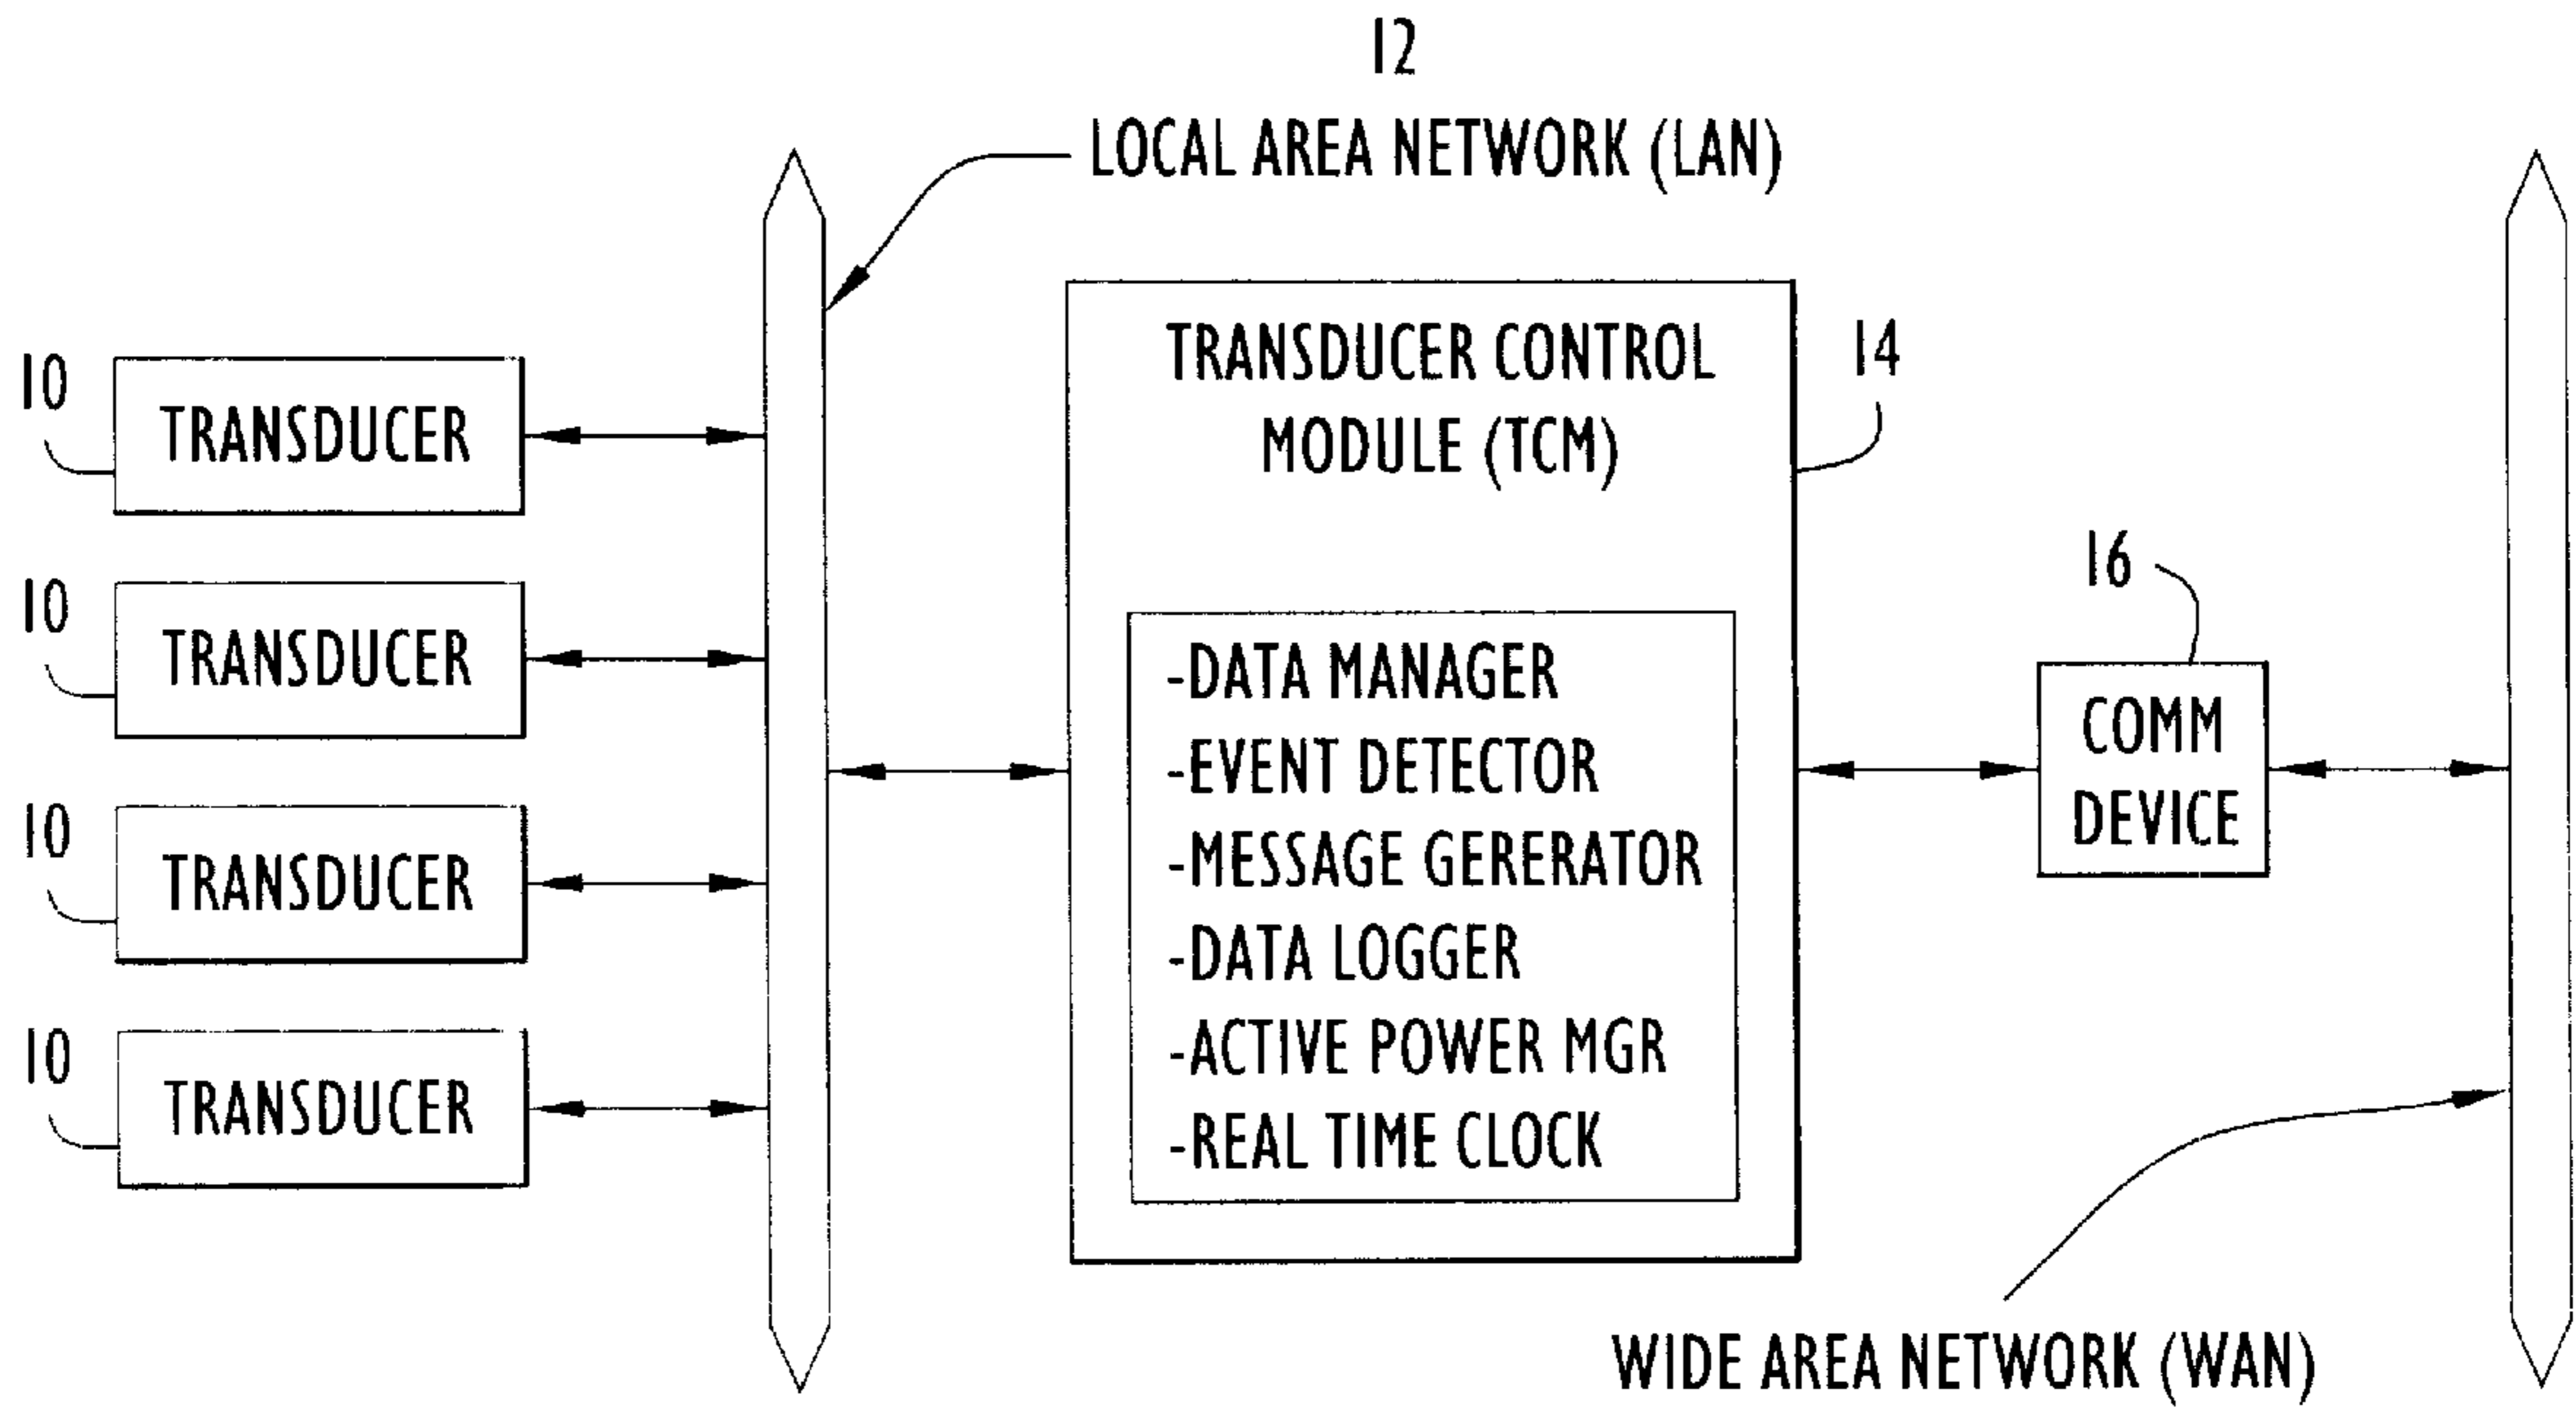 12
LOCAL AREA NETWORK (LAN)
10
TRANSDUCER
10
TRANSDUCER
10
TRANSDUCER
10
TRANSDUCER
TRANSDUCER CONTROL
MODULE (TCM)
14
-DATA MANAGER
-EVENT DETECTOR
-MESSAGE GERERATOR
-DATA LOGGER
-ACTIVE POWER MGR
-REAL TIME CLOCK
16
COMM
DEVICE
WIDE AREA NETWORK (WAN)